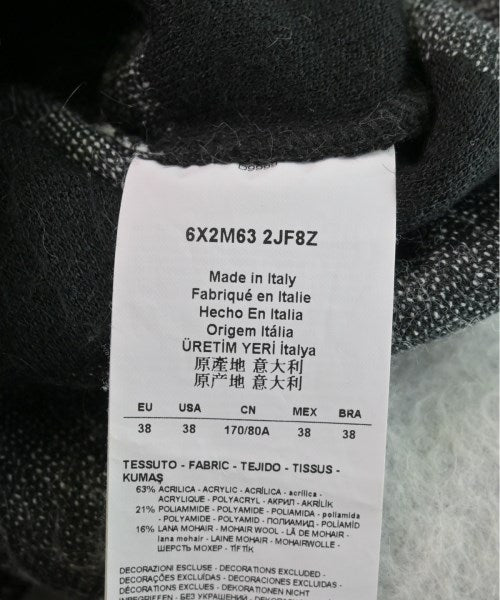 6X2M63 2JF8Z
Made in Italy
Fabriqué en Italie
Hecho En Italia
Origem Itália
ÜRETİM YERİ İtalya
原產地 意大利
原产地 意大利
EU USA CN MEX BRA
38 38 170/80A 38 38
TESSUTO - FABRIC - TEJIDO - TISSUS -
KUMAŞ
63% ACRILICA - ACRYLIC - ACRÍLICA - acrílica -
ACRYLIQUE - POLYACRYL - АКРИЛ - AKRİLİK
21% POLIAMMIDE - POLYAMIDE - POLIAMIDA - poliamida
- POLYAMIDE - POLYAMID - ПОЛИАМИД - POLİAMİD
16% LANA MOHAIR - MOHAIR WOOL - LÃ DE MOHAIR -
lana mohair - LAINE MOHAIR - MOHAIRWOLLE -
ШЕРСТЬ МОХЕР - TİFTİK
DECORAZIONI ESCLUSE - DECORATIONS EXCLUDED -
DECORAÇÕES EXCLUÍDAS - DECORACIONES EXCLUIDAS
- DÉCORATIONS EXCLUES - DEKORATIONEN NICHT
INBEGRIFFEN - БЕЗ УКРАШЕНИЙ -